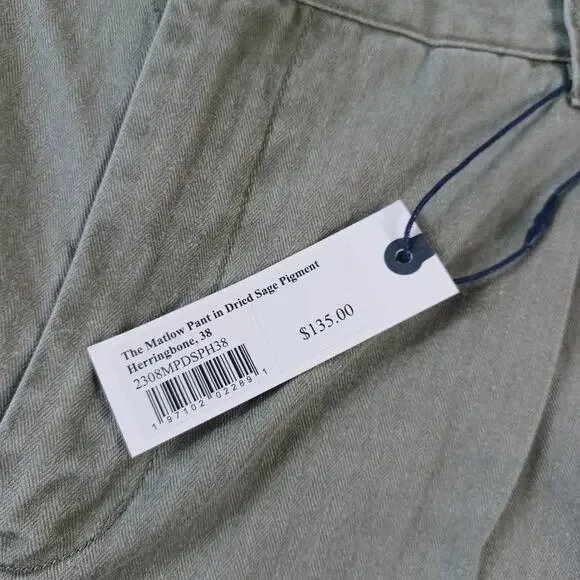 The Matlow Pant in Dried Sage Pigment
Herringbone, 38
2308MPDSPH38
$135.00
1 97102 02289 1